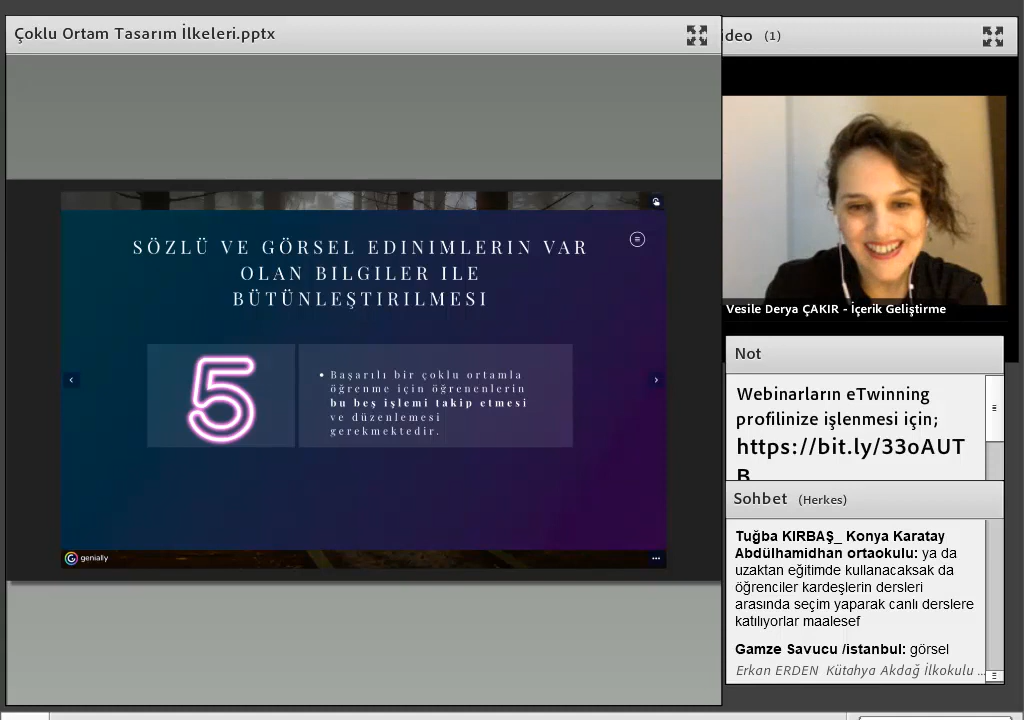 Çoklu Ortam Tasarım İlkeleri.pptx
ideo (1)
SÖZLÜ VE GÖRSEL EDINIMLERIN VAR
OLAN BILGILER ILE
BÜTÜNLEŞTIRILMESI
5
• Başarılı bir çoklu ortamla
öğrenme için öğrenenlerin
bu beş işlemi takip etmesi
ve düzenlemesi
gerekmektedir.
genially
Vesile Derya ÇAKIR - İçerik Geliştirme
Not
Webinarların eTwinning
profilinize işlenmesi için;
https://bit.ly/33oAUT
B
Sohbet (Herkes)
Tuğba KIRBAŞ_ Konya Karatay
Abdülhamidhan ortaokulu: ya da
uzaktan eğitimde kullanacaksak da
öğrenciler kardeşlerin dersleri
arasında seçim yaparak canlı derslere
katılıyorlar maalesef
Gamze Savucu /istanbul: görsel
Erkan ERDEN Kütahya Akdağ İlkokulu ...